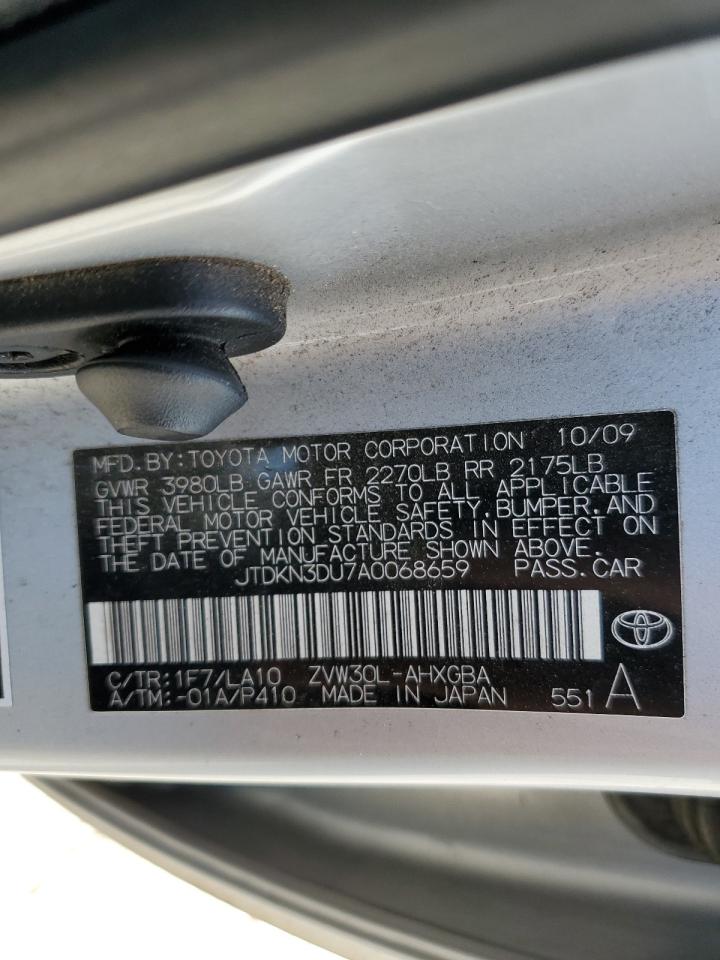 MFD. BY: TOYOTA MOTOR CORPORATION 10/09
GVWR 3980LB GAWR FR 2270LB RR 2175LB
THIS VEHICLE CONFORMS TO ALL APPLICABLE
FEDERAL MOTOR VEHICLE SAFETY, BUMPER, AND
THEFT PREVENTION STANDARDS IN EFFECT ON
THE DATE OF MANUFACTURE SHOWN ABOVE.
JTDKN3DU7A0068659 PASS. CAR
C/TR: 1F7/LA10 ZVW30L-AHXGBA
A/TM: -01A/P410 MADE IN JAPAN 551 A